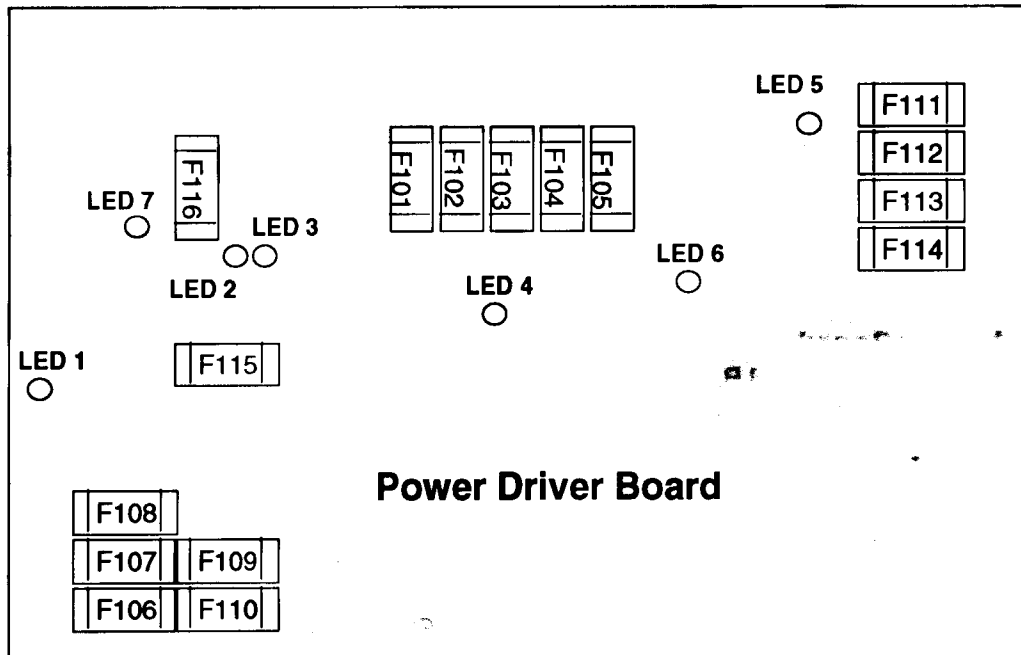 LED 5
F111
F112
F113
F114
F116
F101
F102
F103
F104
F105
LED 7
LED 3
LED 2
LED 4
LED 6
LED 1
F115
Power Driver Board
F108
F107
F109
F106
F110